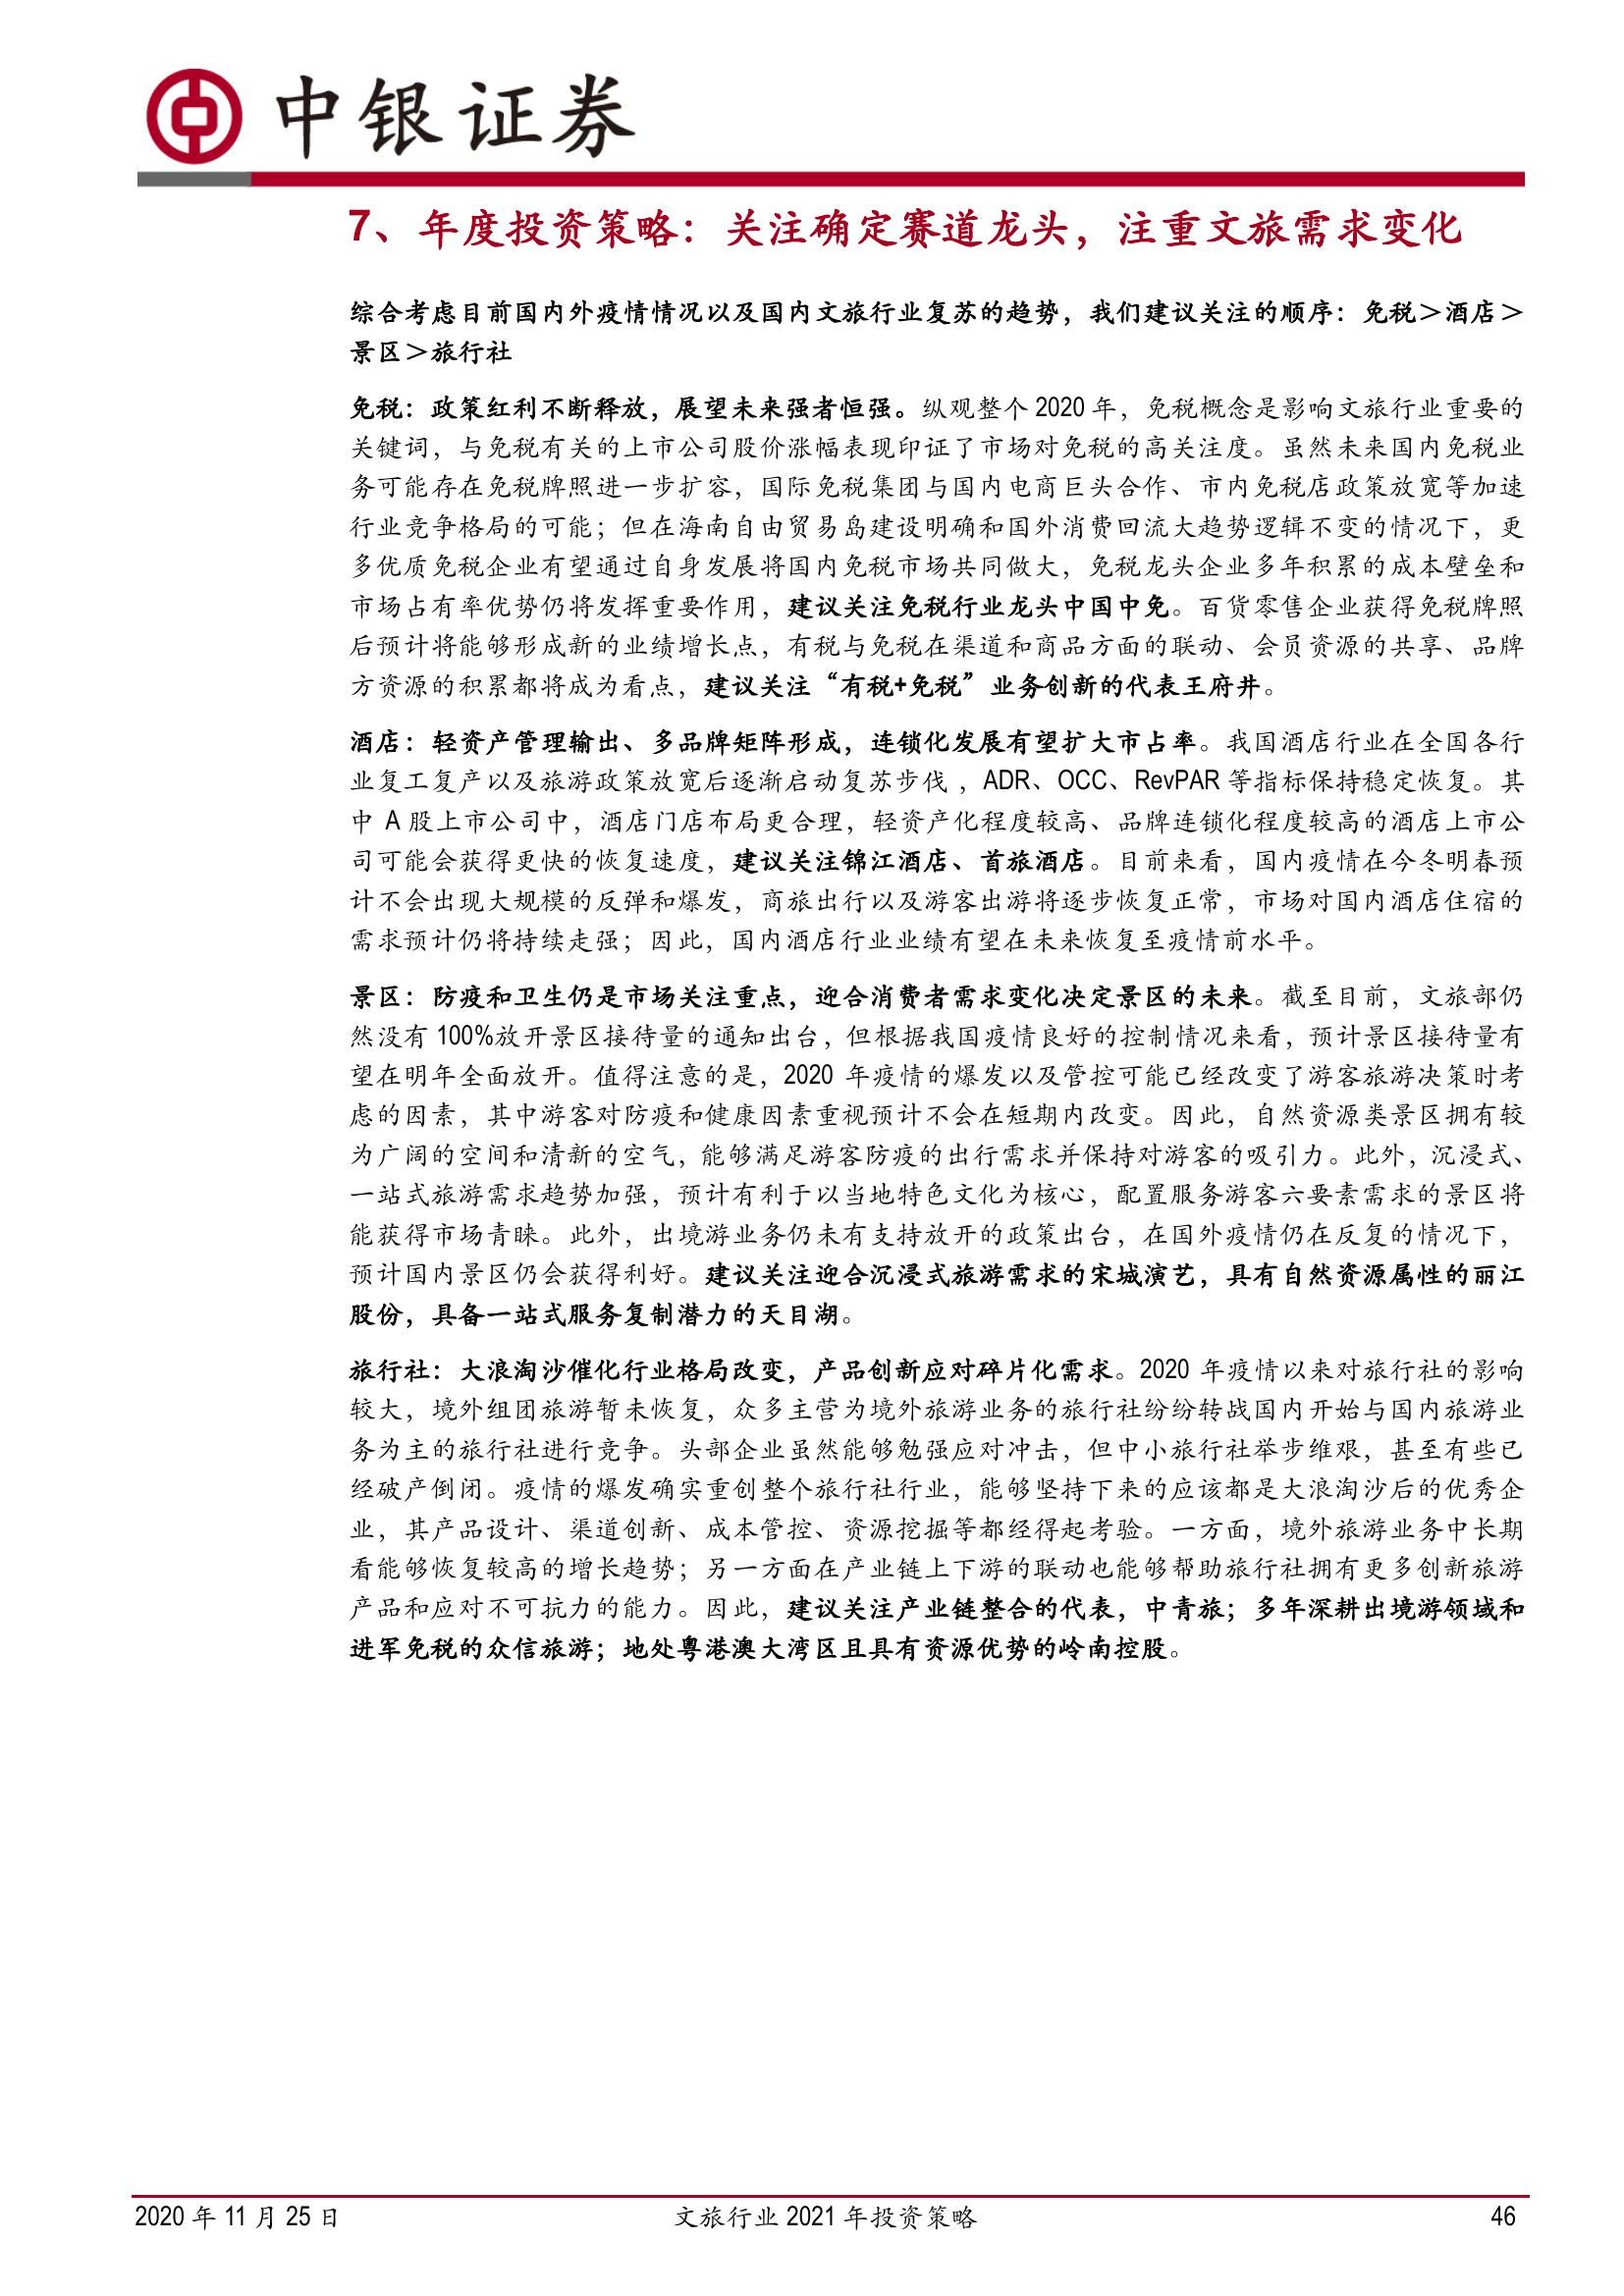 中银证券
7、年度投资策略：关注确定赛道龙头，注重文旅需求变化
综合考虑目前国内外疫情情况以及国内文旅行业复苏的趋势，我们建议关注的顺序：免税＞酒店＞
景区＞旅行社
免税：政策红利不断释放，展望未来强者恒强。纵观整个 2020 年，免税概念是影响文旅行业重要的
关键词，与免税有关的上市公司股价涨幅表现印证了市场对免税的高关注度。虽然未来国内免税业
务可能存在免税牌照进一步扩容，国际免税集团与国内电商巨头合作、市内免税店政策放宽等加速
行业竞争格局的可能；但在海南自由贸易岛建设明确和国外消费回流大趋势逻辑不变的情况下，更
多优质免税企业有望通过自身发展将国内免税市场共同做大，免税龙头企业多年积累的成本壁垒和
市场占有率优势仍将发挥重要作用，建议关注免税行业龙头中国中免。百货零售企业获得免税牌照
后预计将能够形成新的业绩增长点，有税与免税在渠道和商品方面的联动、会员资源的共享、品牌
方资源的积累都将成为看点，建议关注“有税+免税”业务创新的代表王府井。
酒店：轻资产管理输出、多品牌矩阵形成，连锁化发展有望扩大市占率。我国酒店行业在全国各行
业复工复产以及旅游政策放宽后逐渐启动复苏步伐，ADR、OCC、RevPAR 等指标保持稳定恢复。其
中 A 股上市公司中，酒店门店布局更合理，轻资产化程度较高、品牌连锁化程度较高的酒店上市公
司可能会获得更快的恢复速度，建议关注锦江酒店、首旅酒店。目前来看，国内疫情在今冬明春预
计不会出现大规模的反弹和爆发，商旅出行以及游客出游将逐步恢复正常，市场对国内酒店住宿的
需求预计仍将持续走强；因此，国内酒店行业业绩有望在未来恢复至疫情前水平。
景区：防疫和卫生仍是市场关注重点，迎合消费者需求变化决定景区的未来。截至目前，文旅部仍
然没有 100%放开景区接待量的通知出台，但根据我国疫情良好的控制情况来看，预计景区接待量有
望在明年全面放开。值得注意的是，2020 年疫情的爆发以及管控可能已经改变了游客旅游决策时考
虑的因素，其中游客对防疫和健康因素重视预计不会在短期内改变。因此，自然资源类景区拥有较
为广阔的空间和清新的空气，能够满足游客防疫的出行需求并保持对游客的吸引力。此外，沉浸式、
一站式旅游需求趋势加强，预计有利于以当地特色文化为核心，配置服务游客六要素需求的景区将
能获得市场青睐。此外，出境游业务仍未有支持放开的政策出台，在国外疫情仍在反复的情况下，
预计国内景区仍会获得利好。建议关注迎合沉浸式旅游需求的宋城演艺，具有自然资源属性的丽江
股份，具备一站式服务复制潜力的天目湖。
旅行社：大浪淘沙催化行业格局改变，产品创新应对碎片化需求。2020 年疫情以来对旅行社的影响
较大，境外组团旅游暂未恢复，众多主营为境外旅游业务的旅行社纷纷转战国内开始与国内旅游业
务为主的旅行社进行竞争。头部企业虽然能够勉强应对冲击，但中小旅行社举步维艰，甚至有些已
经破产倒闭。疫情的爆发确实重创整个旅行社行业，能够坚持下来的应该都是大浪淘沙后的优秀企
业，其产品设计、渠道创新、成本管控、资源挖掘等都经得起考验。一方面，境外旅游业务中长期
看能够恢复较高的增长趋势；另一方面在产业链上下游的联动也能够帮助旅行社拥有更多创新旅游
产品和应对不可抗力的能力。因此，建议关注产业链整合的代表，中青旅；多年深耕出境游领域和
进军免税的众信旅游；地处粤港澳大湾区且具有资源优势的岭南控股。
2020 年 11 月 25 日
文旅行业 2021 年投资策略
46